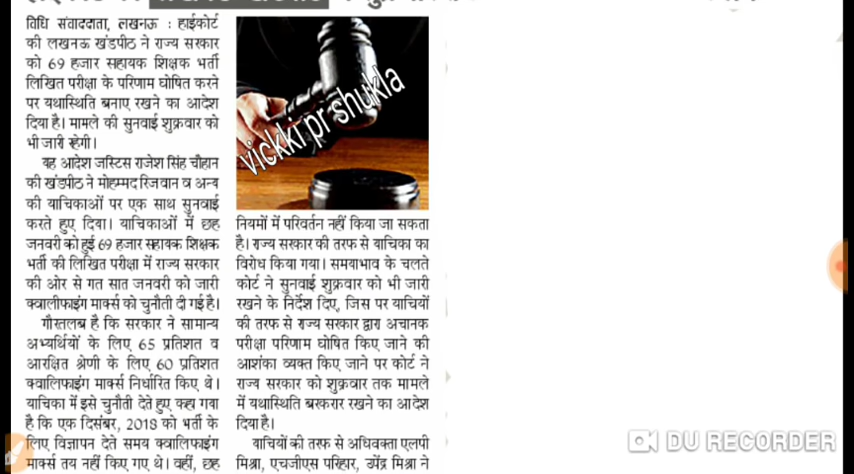 विधि संवाददाता, लखनऊ : हाईकोर्ट
की लखनऊ खंडपीठ ने राज्य सरकार
को 69 हजार सहायक शिक्षक भर्ती
लिखित परीक्षा के परिणाम घोषित करने
पर यथास्थिति बनाए रखने का आदेश
दिया है। मामले की सुनवाई शुक्रवार को
भी जारी रहेगी।
यह आदेश जस्टिस राजेश सिंह चौहान
की खंडपीठ ने मोहम्मद रिजवान व अन्य
की याचिकाओं पर एक साथ सुनवाई
करते हुए दिया। याचिकाओं में छह
जनवरी को हुई 69 हजार सहायक शिक्षक
भर्ती की लिखित परीक्षा में राज्य सरकार
की ओर से गत सात जनवरी को जारी
क्वालीफाइंग मार्क्स को चुनौती दी गई है।
गौरतलब है कि सरकार ने सामान्य
अभ्यर्थियों के लिए 65 प्रतिशत व
आरक्षित श्रेणी के लिए 60 प्रतिशत
क्वालिफाइंग मार्क्स निर्धारित किए थे।
याचिका में इसे चुनौती देते हुए कहा गया
है कि एक दिसंबर, 2018 को भर्ती के
लिए विज्ञापन देते समय क्वालिफाइंग
मार्क्स तय नहीं किए गए थे। वहीं, छह
vickki pr shukla
नियमों में परिवर्तन नहीं किया जा सकता
है। राज्य सरकार की तरफ से याचिका का
विरोध किया गया। समयाभाव के चलते
कोर्ट ने सुनवाई शुक्रवार को भी जारी
रखने के निर्देश दिए, जिस पर याचियों
की तरफ से राज्य सरकार द्वारा अचानक
परीक्षा परिणाम घोषित किए जाने की
आशंका व्यक्त किए जाने पर कोर्ट ने
राज्य सरकार को शुक्रवार तक मामले
में यथास्थिति बरकरार रखने का आदेश
दिया है।
याचियों की तरफ से अधिवक्ता एलपी
मिश्रा, एचजीएस परिहार, उपेंद्र मिश्रा ने
DU RECORDER